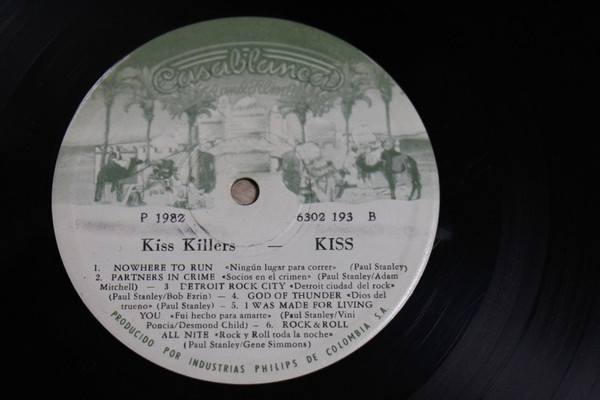 Casablanca
P 1982 6302 193 B
Kiss Killers — KISS
1. NOWHERE TO RUN «Ningún lugar para correr» (Paul Stanley)
2. PARTNERS IN CRIME «Socios en el crimen» (Paul Stanley/Adam
Mitchell) — 3 DETROIT ROCK CITY «Detroit ciudad del rock»
(Paul Stanley/Bob Ezrin) — 4. GOD OF THUNDER «Dios del
trueno» (Paul Stanley) — 5. I WAS MADE FOR LIVING
YOU «Fui hecho para amarte» (Paul Stanley/Vini
Poncia/Desmond Child) — 6. ROCK & ROLL
ALL NITE «Rock y Roll toda la noche»
(Paul Stanley/Gene Simmons)
PRODUCIDO POR INDUSTRIAS PHILIPS DE COLOMBIA S.A.